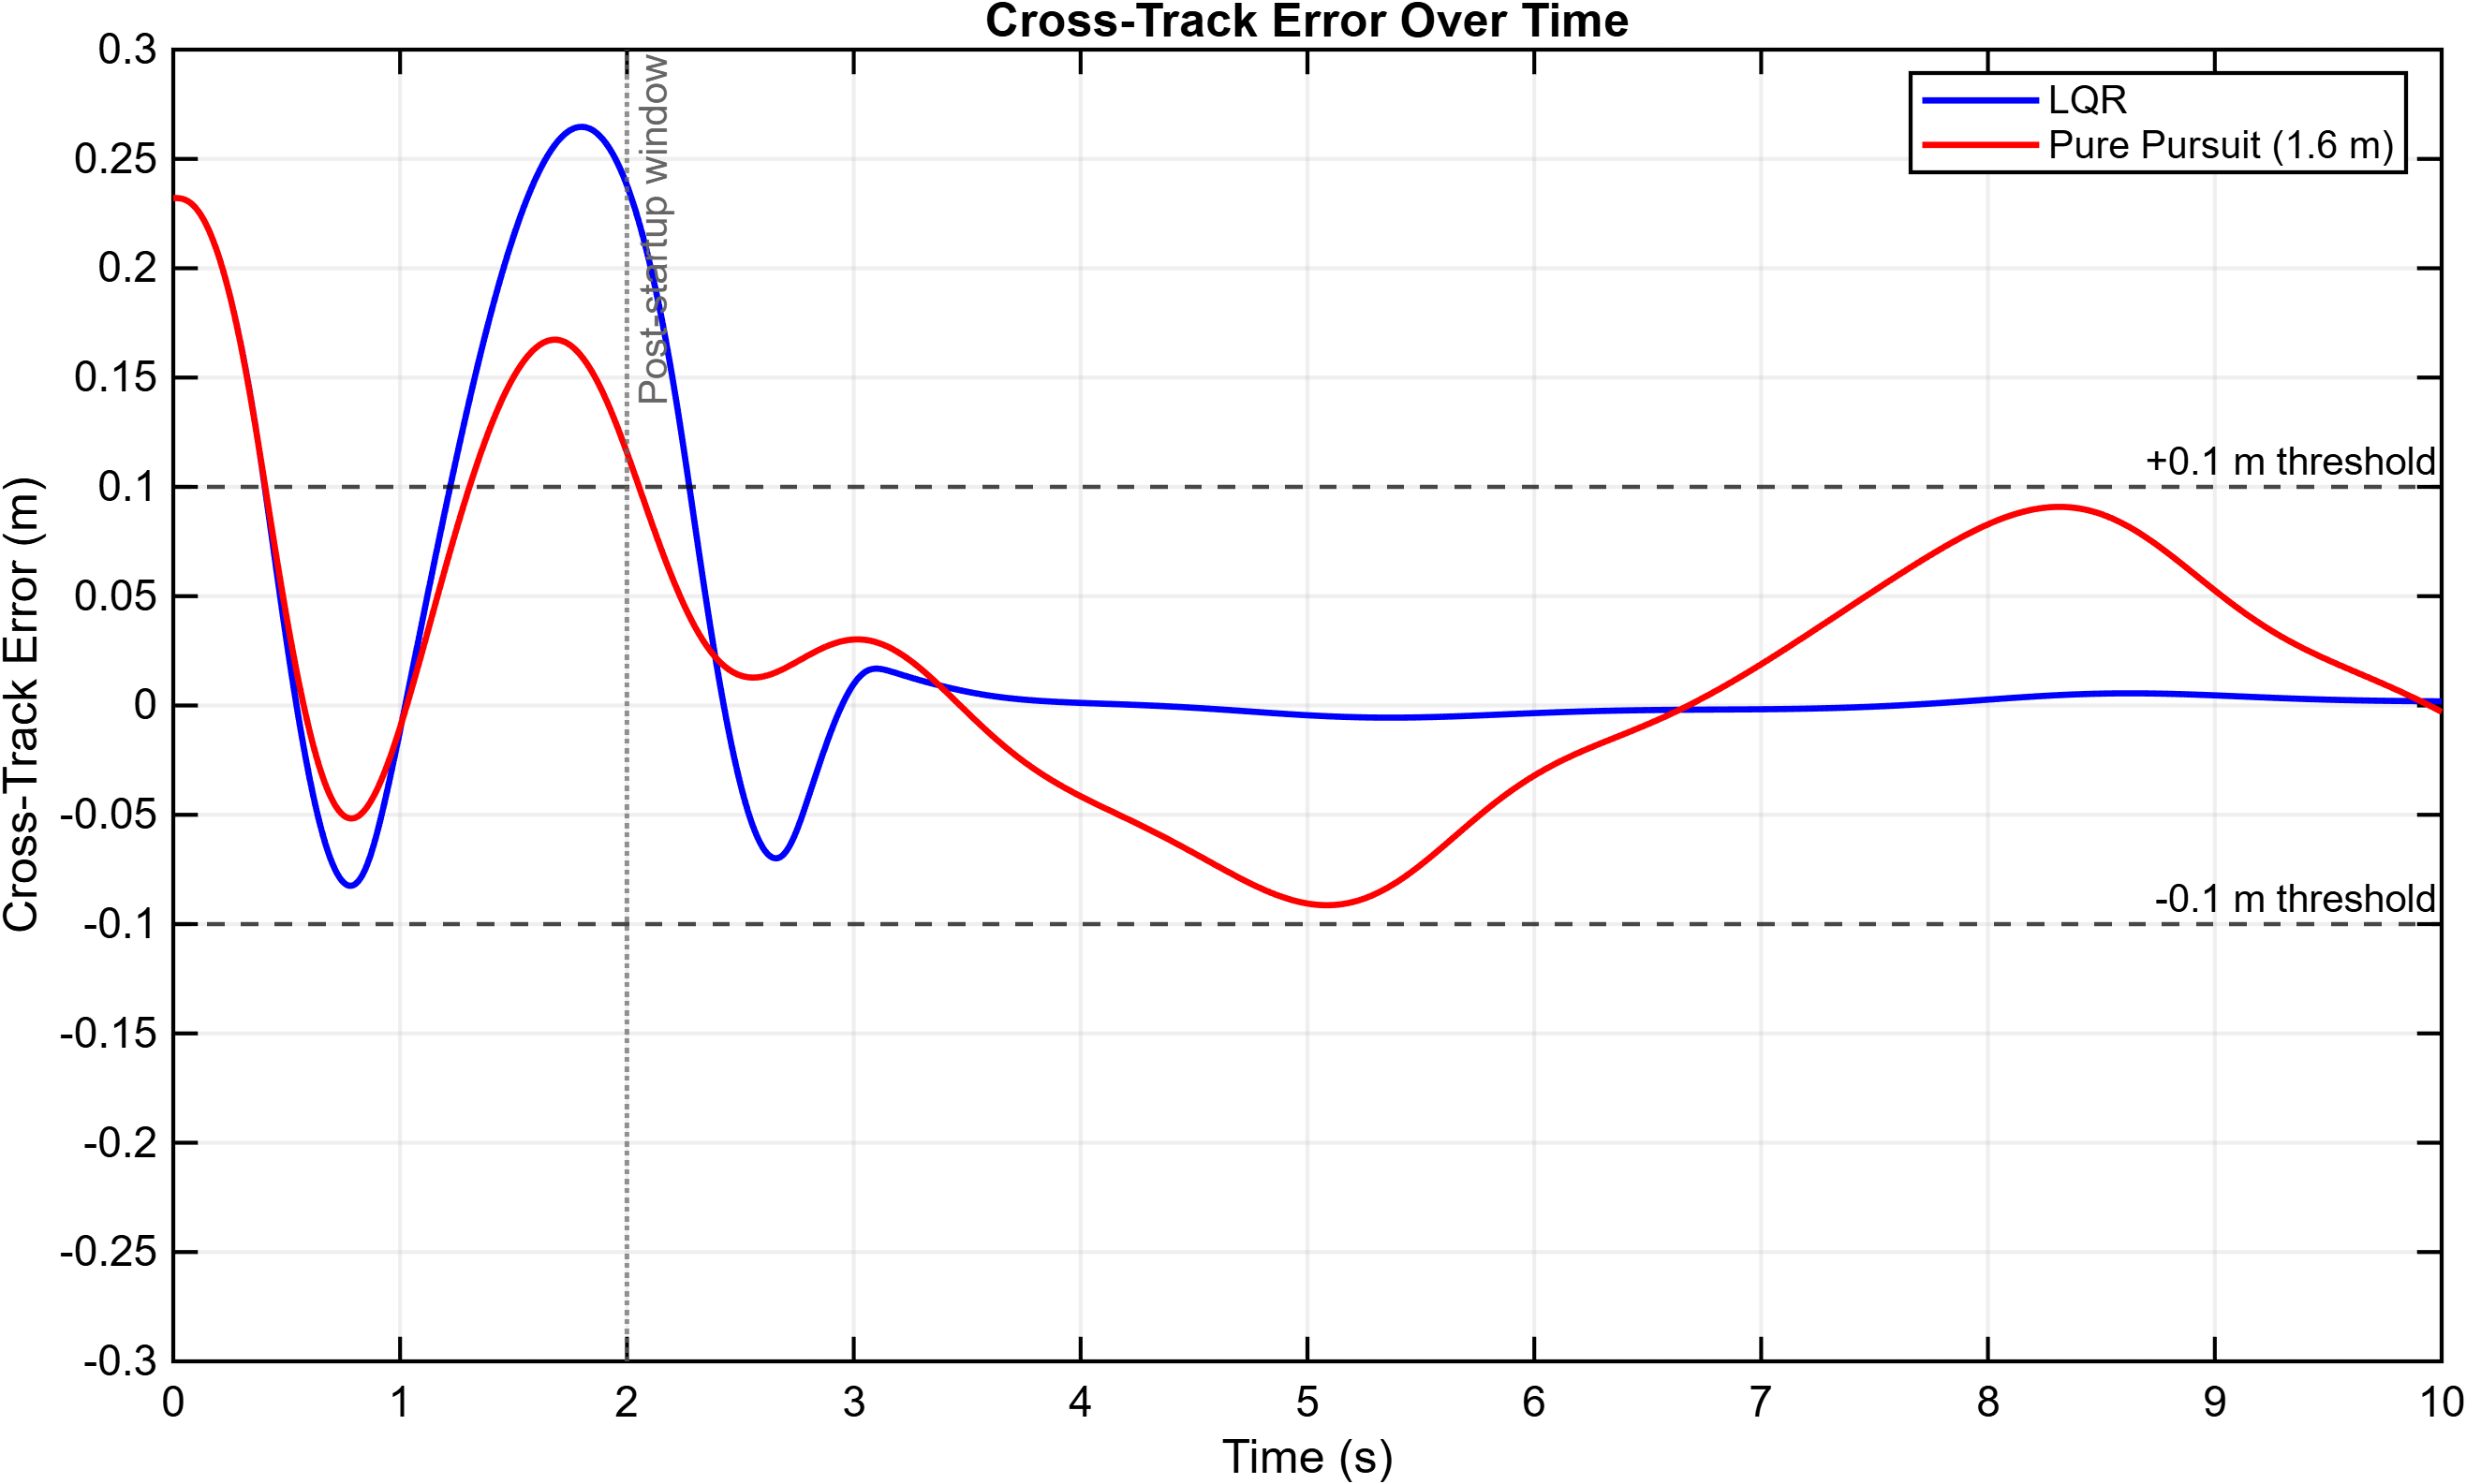 Cross-Track Error Over Time
LQR
Pure Pursuit (1.6 m)
Post-startup window
+0.1 m threshold
-0.1 m threshold
Cross-Track Error (m)
0.3
0.25
0.2
0.15
0.1
0.05
0
-0.05
-0.1
-0.15
-0.2
-0.25
-0.3
0 1 2 3 4 5 6 7 8 9 10
Time (s)